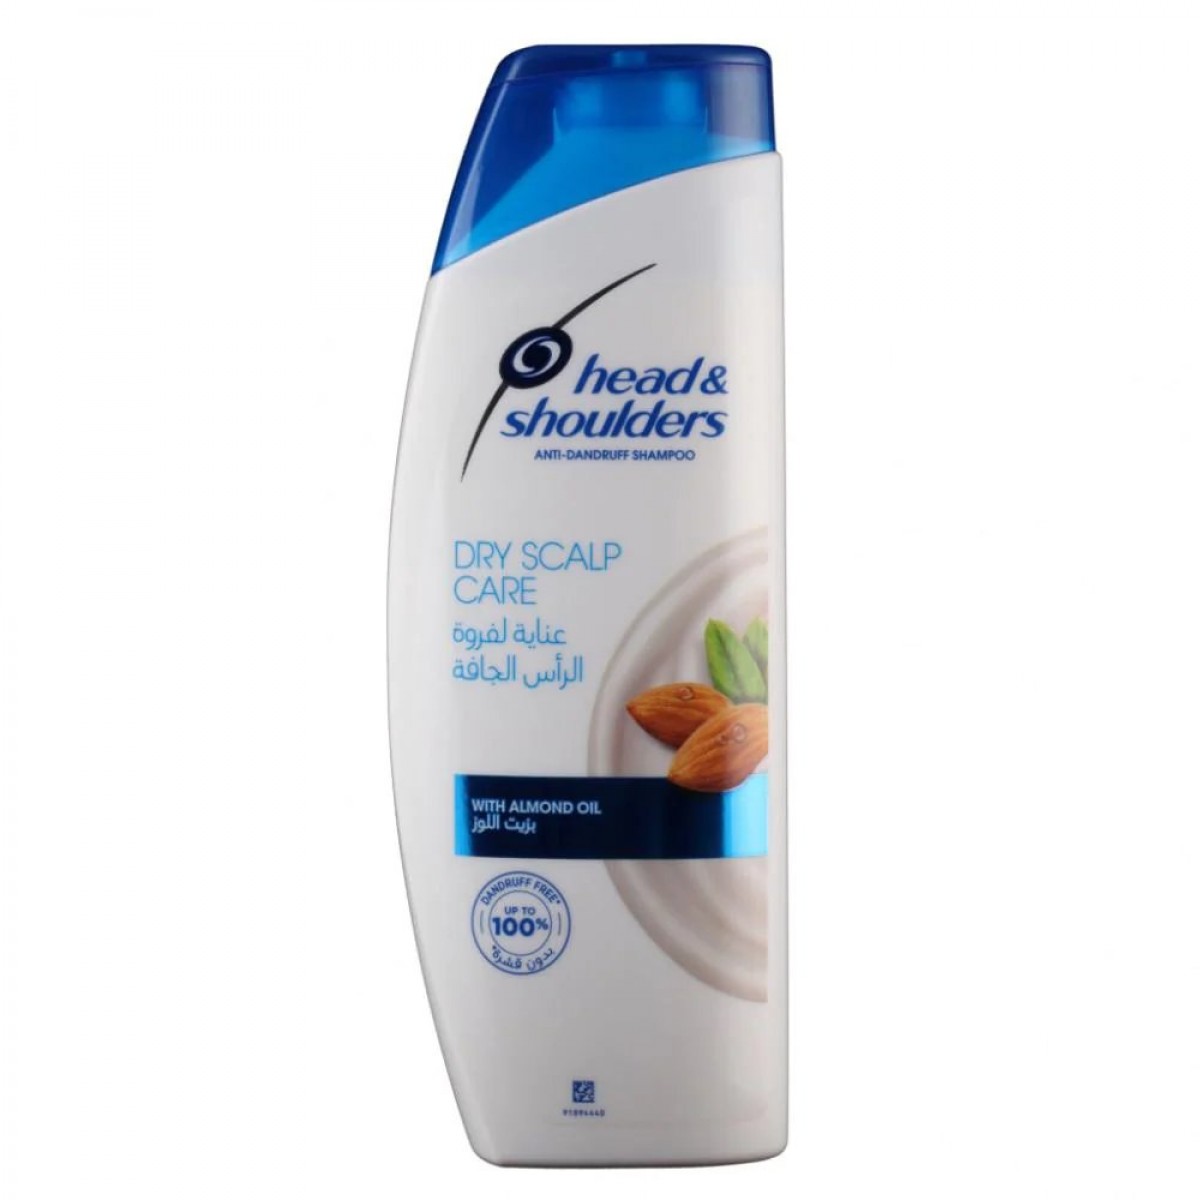 head &
shoulders
ANTI-DANDRUFF SHAMPOO
DRY SCALP
CARE
عناية لفروة
الرأس الجافة
WITH ALMOND OIL
بزيت اللوز
DANDRUFF FREE*
UP TO
100%
بدون قشرة*
91894440